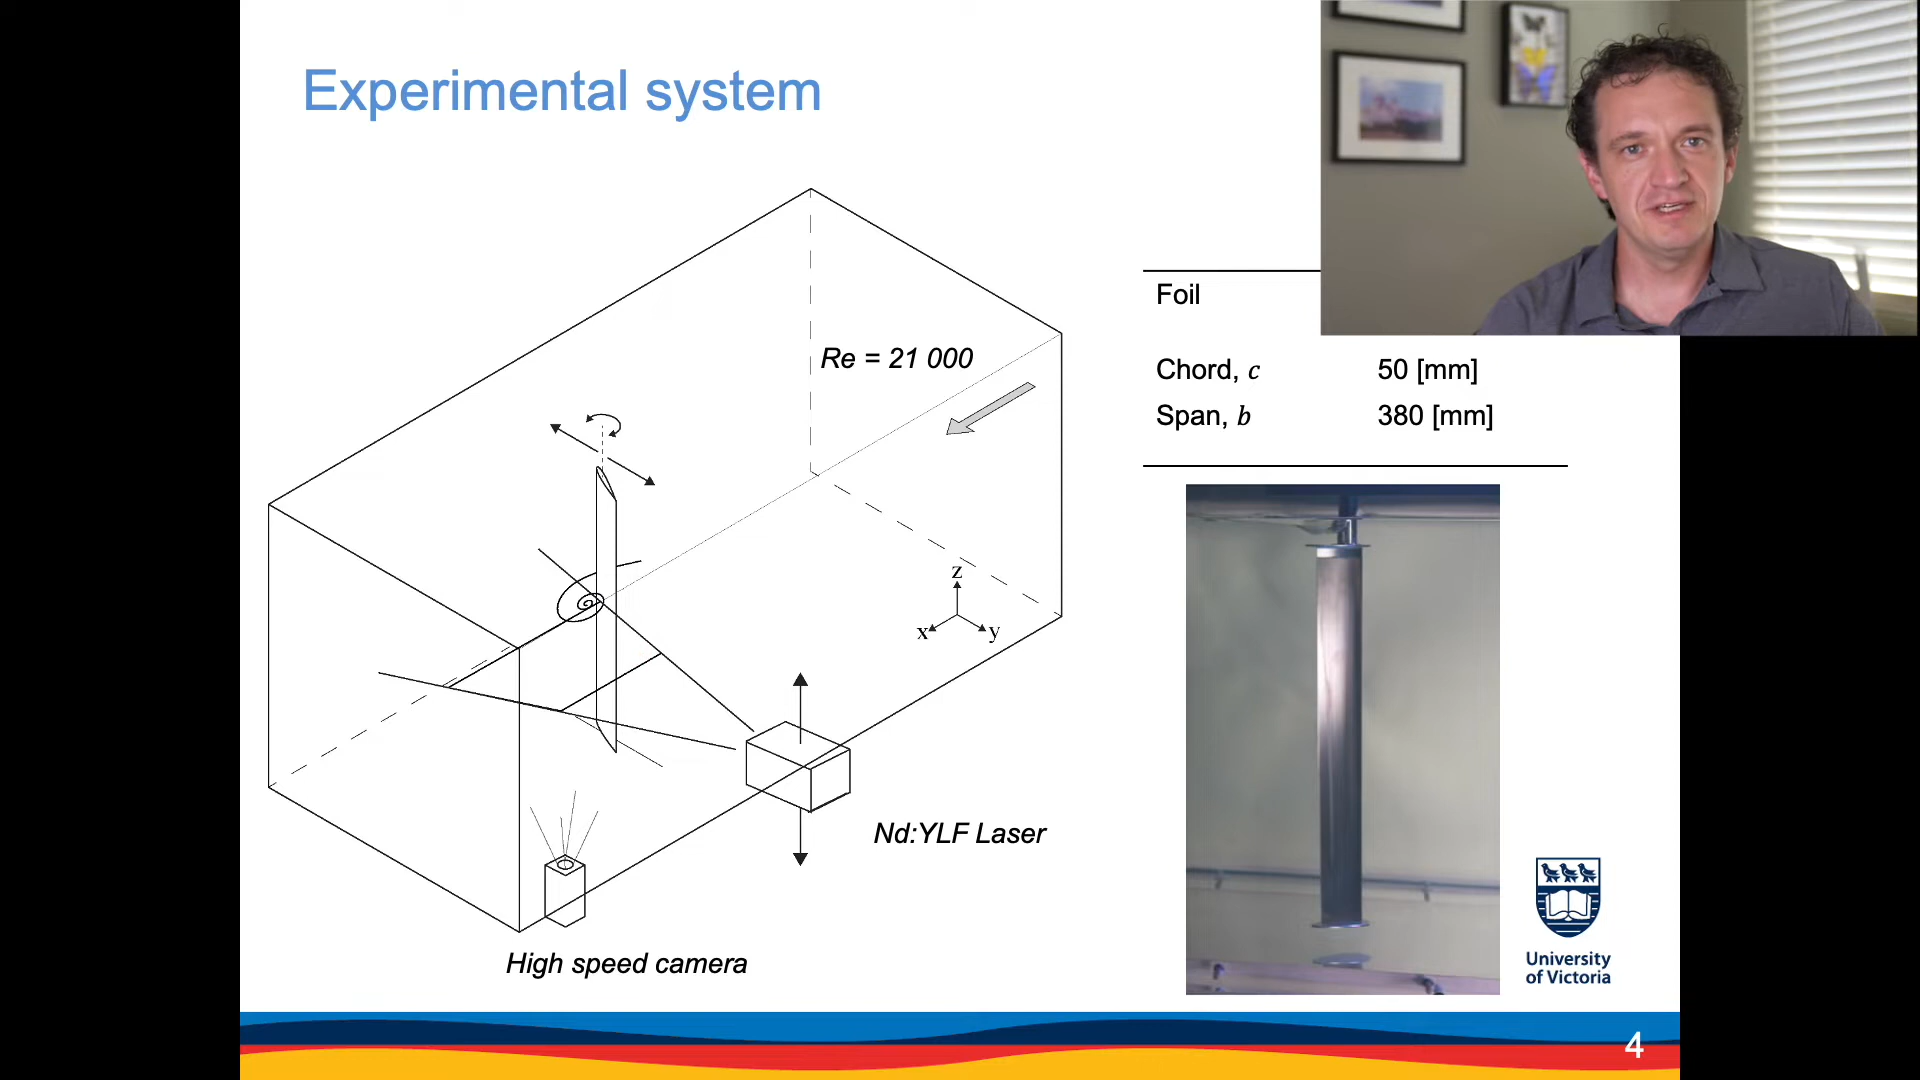 Experimental system
Re = 21 000
Foil
Chord, c 50 [mm]
Span, b 380 [mm]
z
x
y
Nd:YLF Laser
High speed camera
University
of Victoria
4